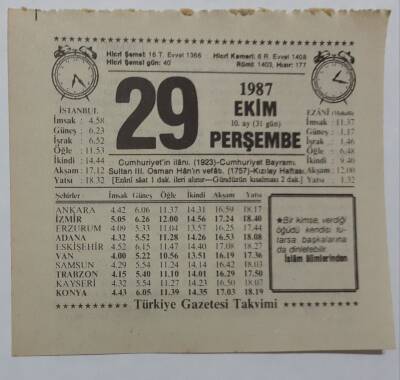 Hicri Şemsi: 16 T. Evvel 1366
Hicri Şemsi gün: 40
Hicri Kameri: 6 R. Evvel 1408
Rûmî: 1403, Hızır: 177
29
1987
EKİM
10. ay (31 gün)
PERŞEMBE
İSTANBUL
İmsak : 4.58
Güneş : 6.23
İşrak : 6.52
Öğle : 11.53
İkindi : 14.44
Akşam : 17.12
Yatsı : 18.32
EZÂNÎ
İmsak : 11.37
Güneş : 1.17
İşrak : 1.46
Öğle : 6.48
İkindi : 9.40
Akşam : 12.00
Yatsı : 1.32
Cumhuriyet'in ilânı. (1923)-Cumhuriyet Bayramı
Sultan III. Osman Hân'ın vefâtı. (1757)-Kızılay Haftası
[Ezânî sâat 1 dak. ileri alınır—Gündüzün kısalması 2 dak.]
Şehirler İmsak Güneş Öğle İkindi Akşam Yatsı
ANKARA 4.42 6.06 11.37 14.31 16.59 18.17
İZMİR 5.05 6.26 12.00 14.56 17.24 18.40
ERZURUM 4.09 5.33 11.04 13.57 16.25 17.44
ADANA 4.32 5.52 11.28 14.26 16.53 18.08
ESKİŞEHİR 4.52 6.15 11.47 14.40 17.08 18.27
VAN 4.00 5.22 10.56 13.51 16.19 17.36
SAMSUN 4.29 5.54 11.24 14.14 16.42 18.03
TRABZON 4.15 5.40 11.10 14.01 16.29 17.50
KAYSERİ 4.32 5.54 11.27 14.23 16.50 18.07
KONYA 4.43 6.05 11.39 14.35 17.03 18.19
★Bir kimse, verdiği
öğüdü kendisi tu-
tarsa başkalarına
da dinletebilir.
İslâm âlimlerinden
Türkiye Gazetesi Takvimi